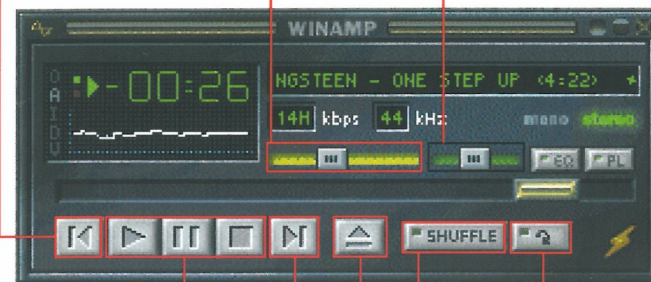 WINAMP
O
A
I
D
V
-00:26
NGSTEEN - ONE STEP UP <4:22>
14H kbps 44 kHz
mono stereo
EQ PL
SHUFFLE